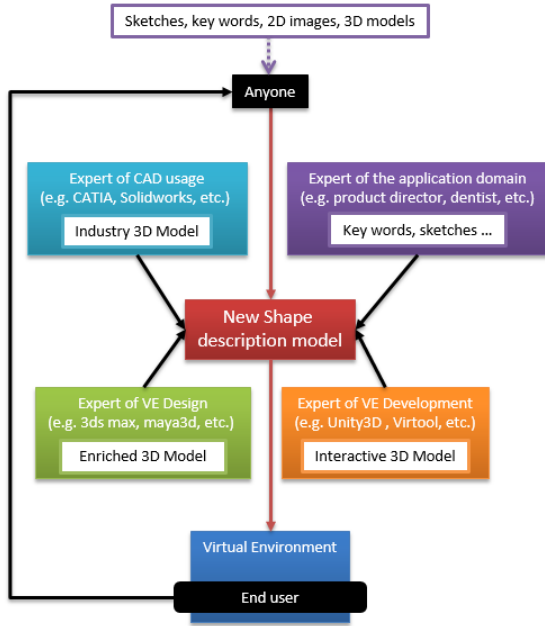 Sketches, key words, 2D images, 3D models
Anyone
Expert of CAD usage
(e.g. CATIA, Solidworks, etc.)
Industry 3D Model
Expert of the application domain
(e.g. product director, dentist, etc.)
Key words, sketches ...
New Shape
description model
Expert of VE Design
(e.g. 3ds max, maya3d, etc.)
Enriched 3D Model
Expert of VE Development
(e.g. Unity3D , Virtool, etc.)
Interactive 3D Model
Virtual Environment
End user